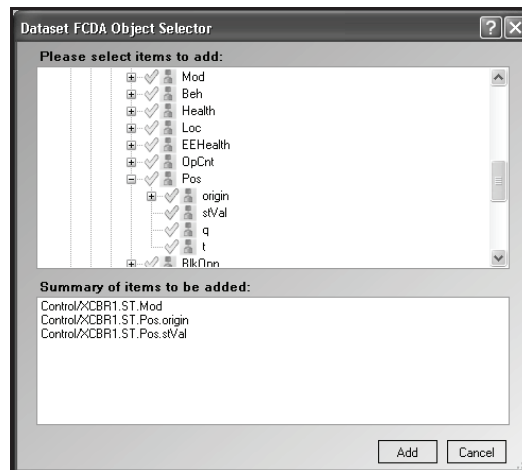 Dataset FCDA Object Selector
Please select items to add:
Mod
Beh
Health
Loc
EEHealth
OpCnt
Pos
origin
stVal
q
t
BlkOpn
Summary of items to be added:
Control/XCBR1.ST.Mod
Control/XCBR1.ST.Pos.origin
Control/XCBR1.ST.Pos.stVal
Add Cancel